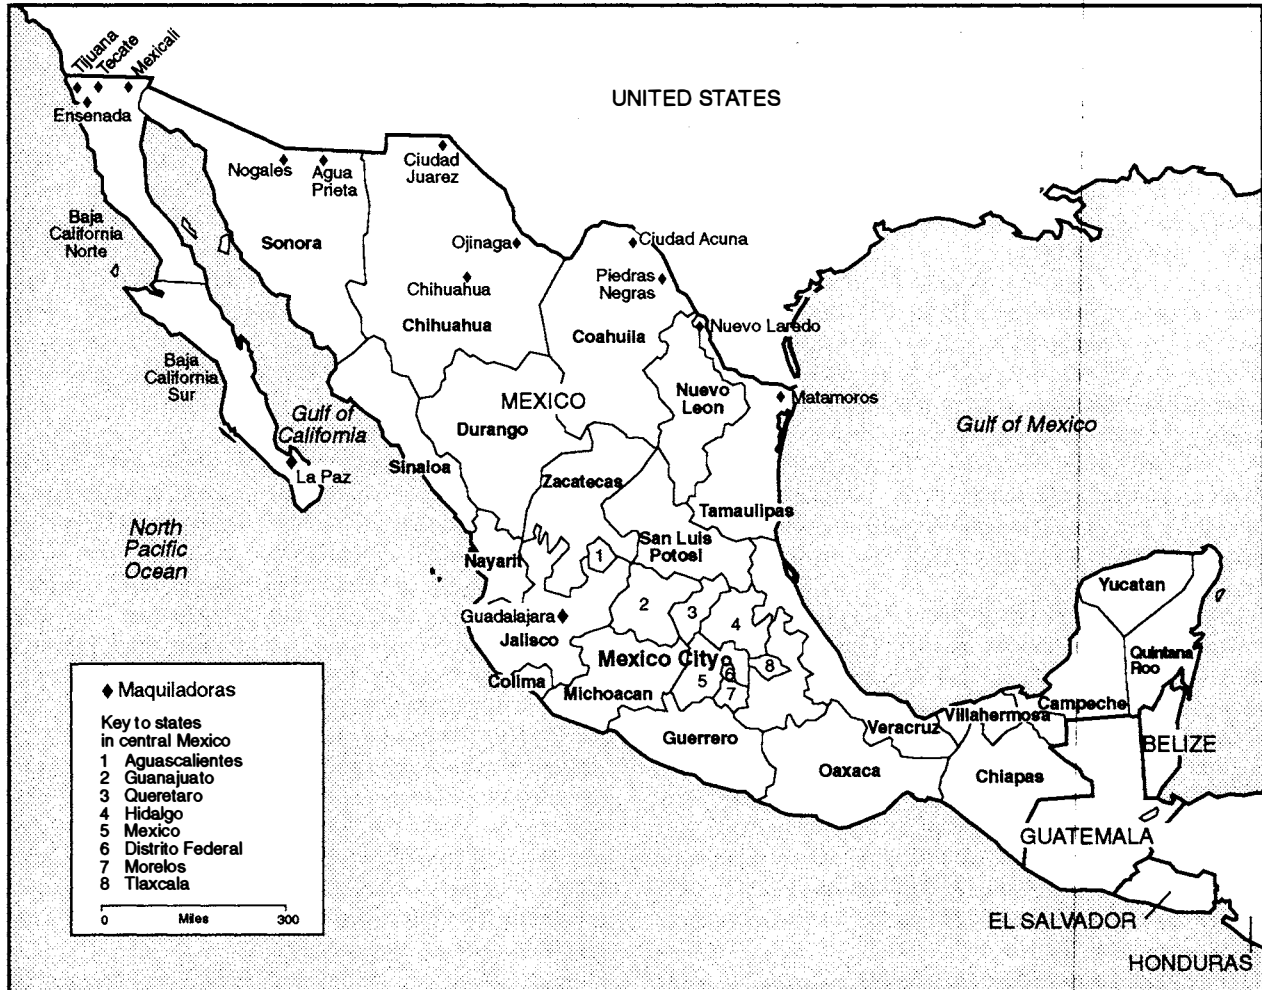 Tijuana
Tecate
Mexicali
Ensenada
UNITED STATES
Nogales
Agua
Prieta
Ciudad
Juarez
Baja
California
Norte
Sonora
Ojinaga
Ciudad Acuna
Chihuahua
Piedras
Negras
Chihuahua
Coahuila
Nuevo Laredo
Baja
California
Sur
MEXICO
Nuevo
Leon
Matamoros
Gulf of
California
Durango
Gulf of Mexico
Sinaloa
La Paz
Zacatecas
Tamaulipas
North
Pacific
Ocean
San Luis
Potosi
Nayarit
1
Yucatan
2
3
4
Guadalajara
Jalisco
Mexico City
Quintana
Roo
5
6
7
8
Colima
Michoacan
Campeche
Villahermosa
Veracruz
Guerrero
BELIZE
Oaxaca
Chiapas
GUATEMALA
EL SALVADOR
HONDURAS
Maquiladoras
Key to states
in central Mexico
1 Aguascalientes
2 Guanajuato
3 Queretaro
4 Hidalgo
5 Mexico
6 Distrito Federal
7 Morelos
8 Tlaxcala
0 Miles 300